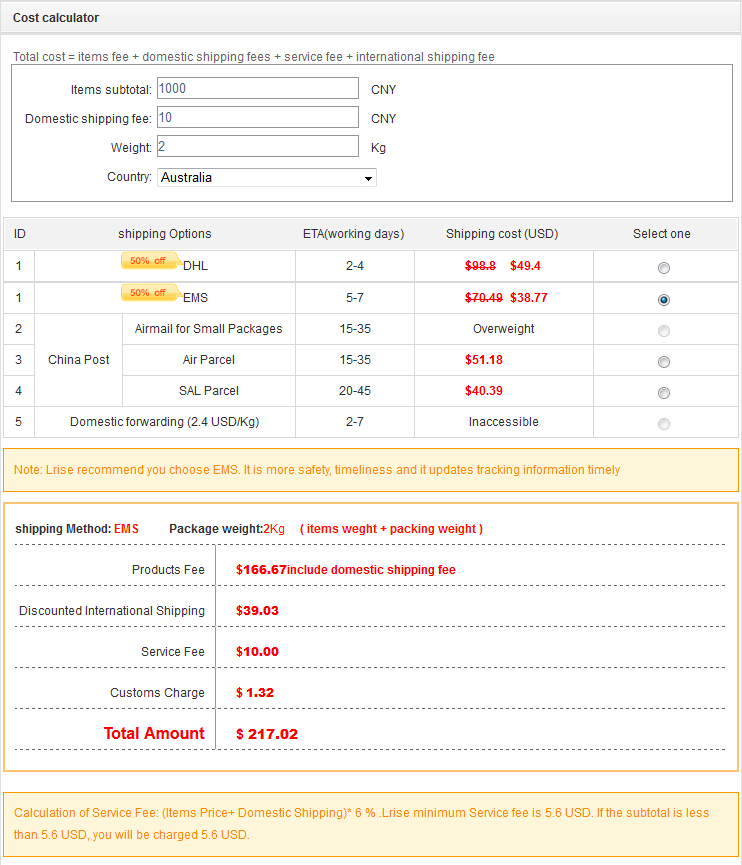 Cost calculator
Total cost = items fee + domestic shipping fees + service fee + international shipping fee
Items subtotal: 1000 CNY
Domestic shipping fee: 10 CNY
Weight: 2 Kg
Country: Australia
ID shipping Options ETA(working days) Shipping cost (USD) Select one
1 50% off DHL 2-4 $98.8 $49.4
1 50% off EMS 5-7 $70.49 $38.77
2 Airmail for Small Packages 15-35 Overweight
3 China Post Air Parcel 15-35 $51.18
4 SAL Parcel 20-45 $40.39
5 Domestic forwarding (2.4 USD/Kg) 2-7 Inaccessible
Note: Lrise recommend you choose EMS. It is more safety, timeliness and it updates tracking information timely
shipping Method: EMS Package weight:2Kg ( items weght + packing weight )
Products Fee $166.67include domestic shipping fee
Discounted International Shipping $39.03
Service Fee $10.00
Customs Charge $ 1.32
Total Amount $ 217.02
Calculation of Service Fee: (Items Price+ Domestic Shipping)* 6 % .Lrise minimum Service fee is 5.6 USD. If the subtotal is less
than 5.6 USD, you will be charged 5.6 USD.